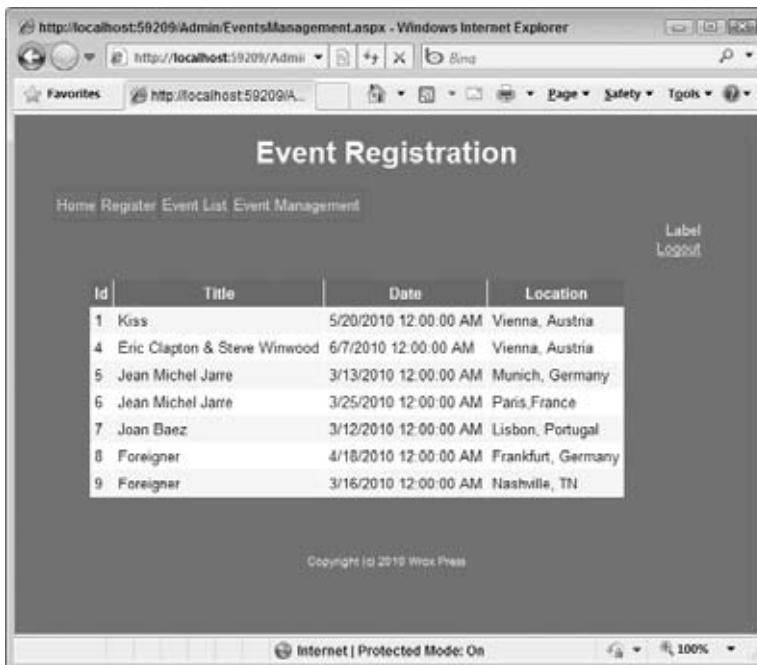 http://localhost:59209/Admin/EventsManagement.aspx - Windows Internet Explorer
http://localhost:59209/Admii Bing
Favorites http://localhost:59209/A... Page Safety Tools
Event Registration
Home Register Event List Event Management
Label
Logout
Id Title Date Location
1 Kiss 5/20/2010 12:00:00 AM Vienna, Austria
4 Eric Clapton & Steve Winwood 6/7/2010 12:00:00 AM Vienna, Austria
5 Jean Michel Jarre 3/13/2010 12:00:00 AM Munich, Germany
6 Jean Michel Jarre 3/25/2010 12:00:00 AM Paris,France
7 Joan Baez 3/12/2010 12:00:00 AM Lisbon, Portugal
8 Foreigner 4/18/2010 12:00:00 AM Frankfurt, Germany
9 Foreigner 3/16/2010 12:00:00 AM Nashville, TN
Copyright (c) 2010 Wrox Press
Internet | Protected Mode: On 100%